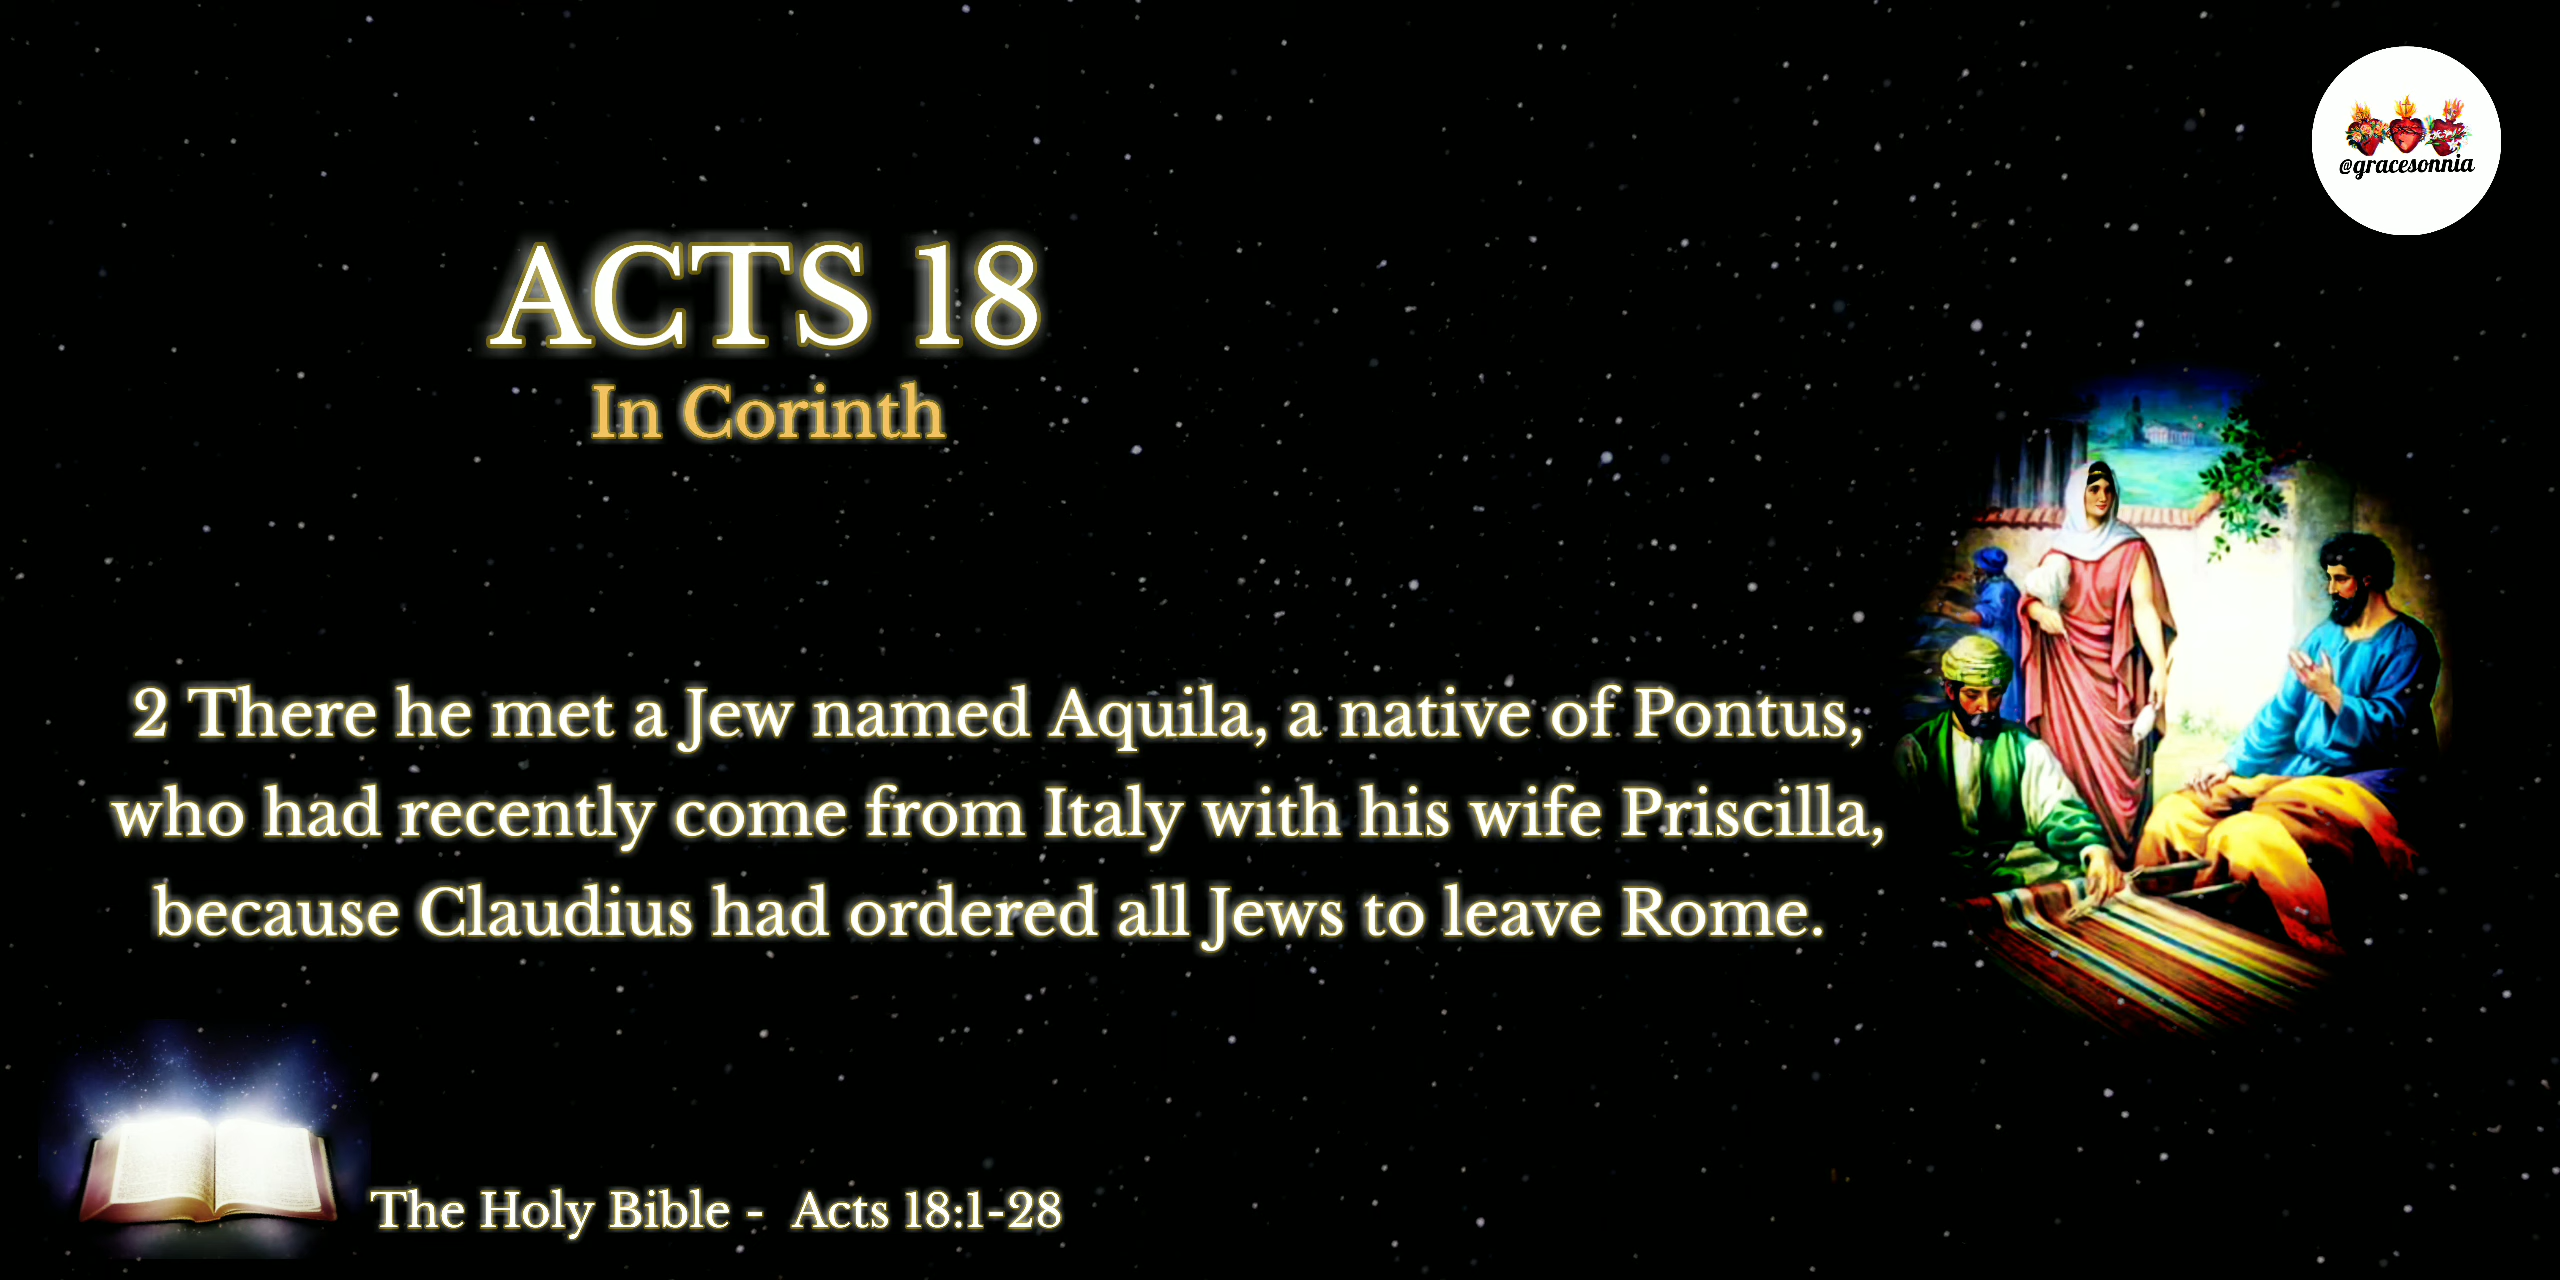 @gracesonnia
ACTS 18
In Corinth
2 There he met a Jew named Aquila, a native of Pontus,
who had recently come from Italy with his wife Priscilla,
because Claudius had ordered all Jews to leave Rome.
The Holy Bible - Acts 18:1-28